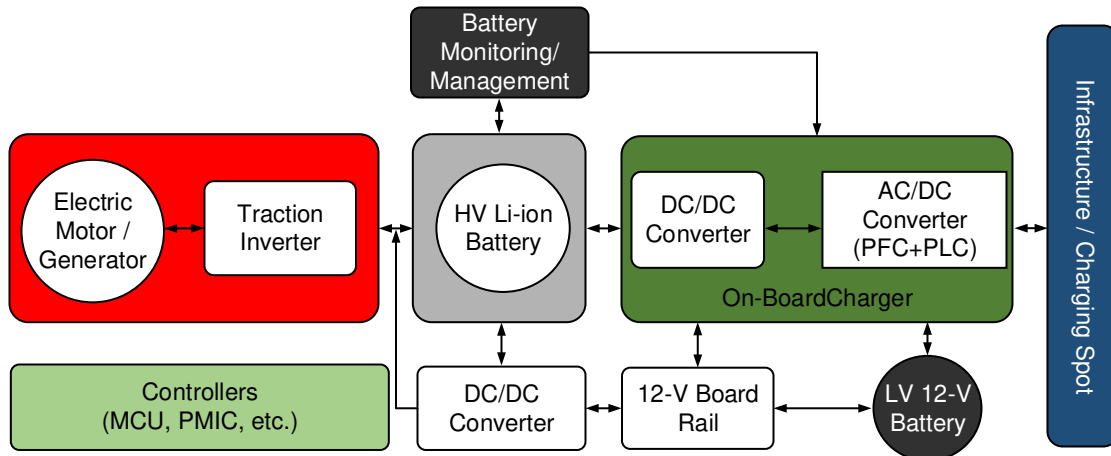 Battery
Monitoring/
Management
Electric
Motor /
Generator
Traction
Inverter
HV Li-ion
Battery
DC/DC
Converter
AC/DC
Converter
(PFC+PLC)
On-BoardCharger
Infrastructure / Charging Spot
Controllers
(MCU, PMIC, etc.)
DC/DC
Converter
12-V Board
Rail
LV 12-V
Battery